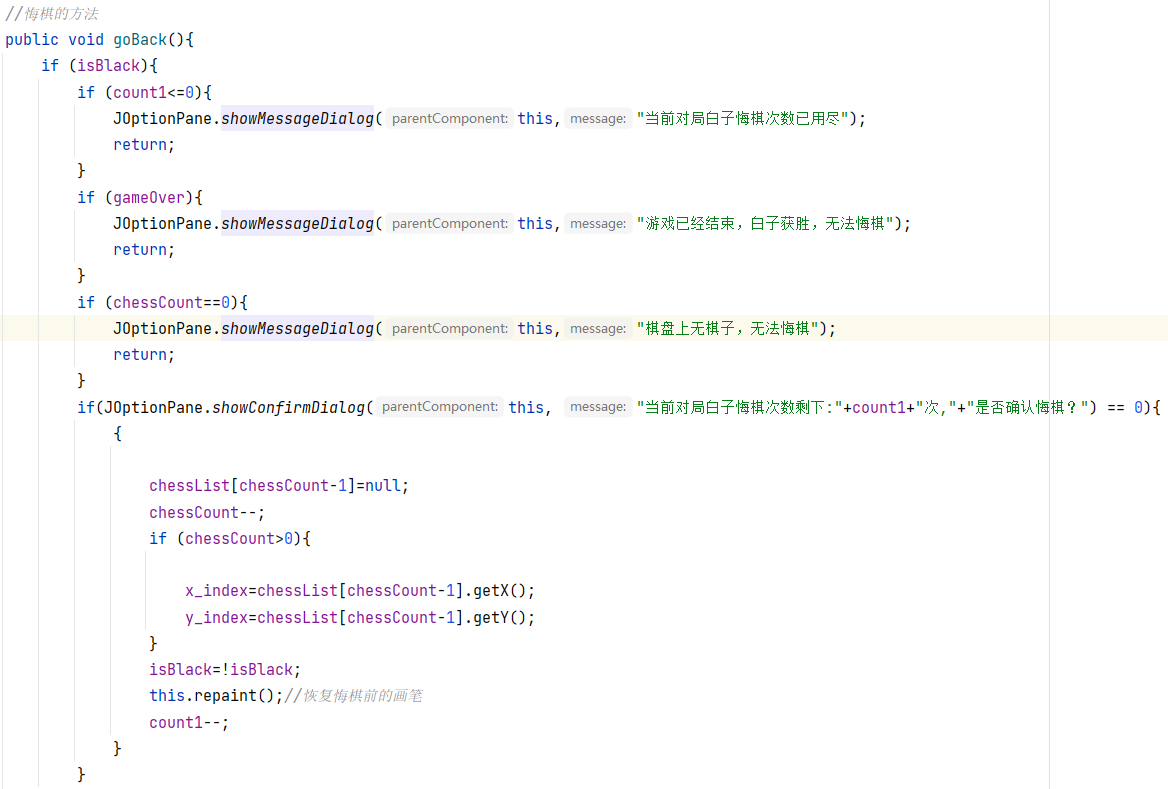 //悔棋的方法
public void goBack(){
if (isBlack){
if (count1<=0){
JOptionPane.showMessageDialog( parentComponent: this, message: "当前对局白子悔棋次数已用尽");
return;
}
if (gameOver){
JOptionPane.showMessageDialog( parentComponent: this, message: "游戏已经结束，白子获胜，无法悔棋");
return;
}
if (chessCount==0){
JOptionPane.showMessageDialog( parentComponent: this, message: "棋盘上无棋子，无法悔棋");
return;
}
if(JOptionPane.showConfirmDialog( parentComponent: this, message: "当前对局白子悔棋次数剩下:"+count1+"次,"+"是否确认悔棋？") == 0){
{
chessList[chessCount-1]=null;
chessCount--;
if (chessCount>0){
x_index=chessList[chessCount-1].getX();
y_index=chessList[chessCount-1].getY();
}
isBlack=!isBlack;
this.repaint();//恢复悔棋前的画笔
count1--;
}
}